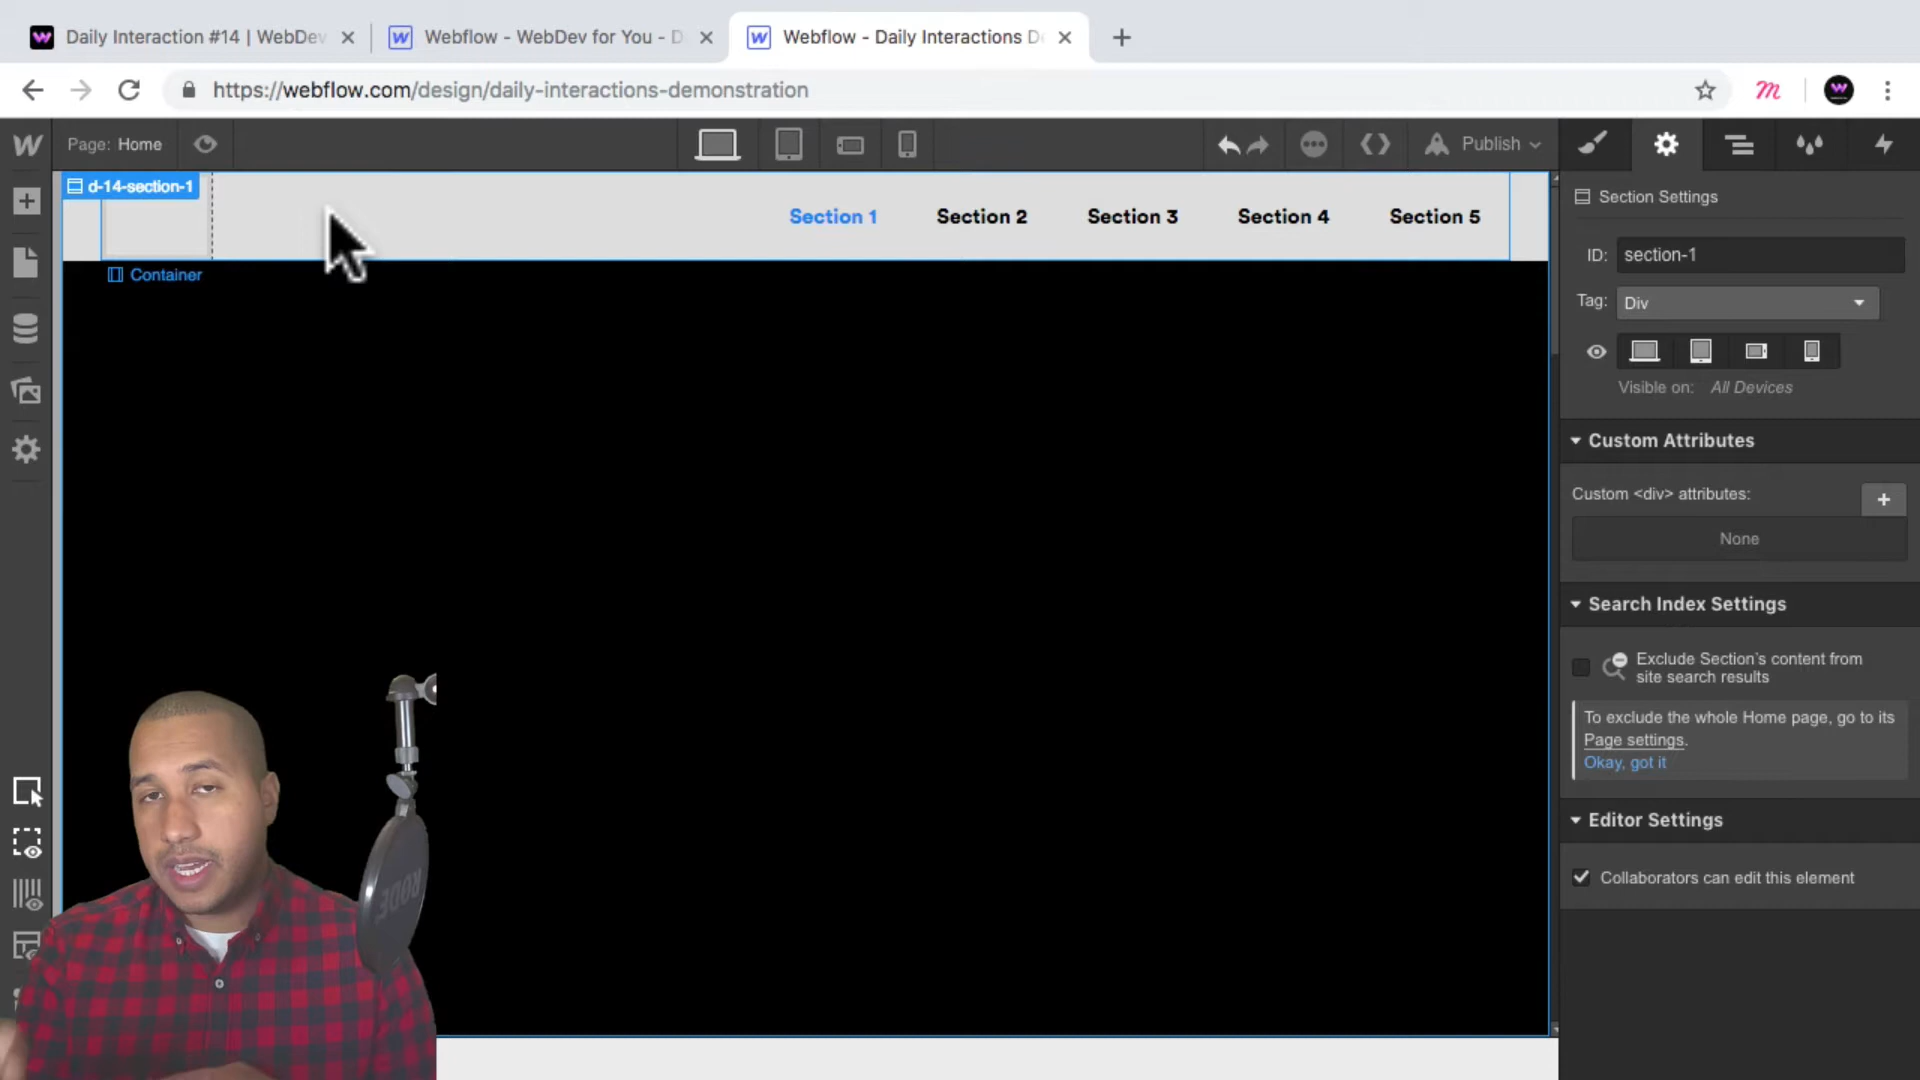 Daily Interaction #14 | WebDev
Webflow - WebDev for You - D
Webflow - Daily Interactions De
https://webflow.com/design/daily-interactions-demonstration
Page: Home
Publish
d-14-section-1
Section 1
Section 2
Section 3
Section 4
Section 5
Container
Section Settings
ID: section-1
Tag: Div
Visible on: All Devices
Custom Attributes
Custom <div> attributes:
None
Search Index Settings
Exclude Section's content from
site search results
To exclude the whole Home page, go to its
Page settings.
Okay, got it
Editor Settings
Collaborators can edit this element
RODE